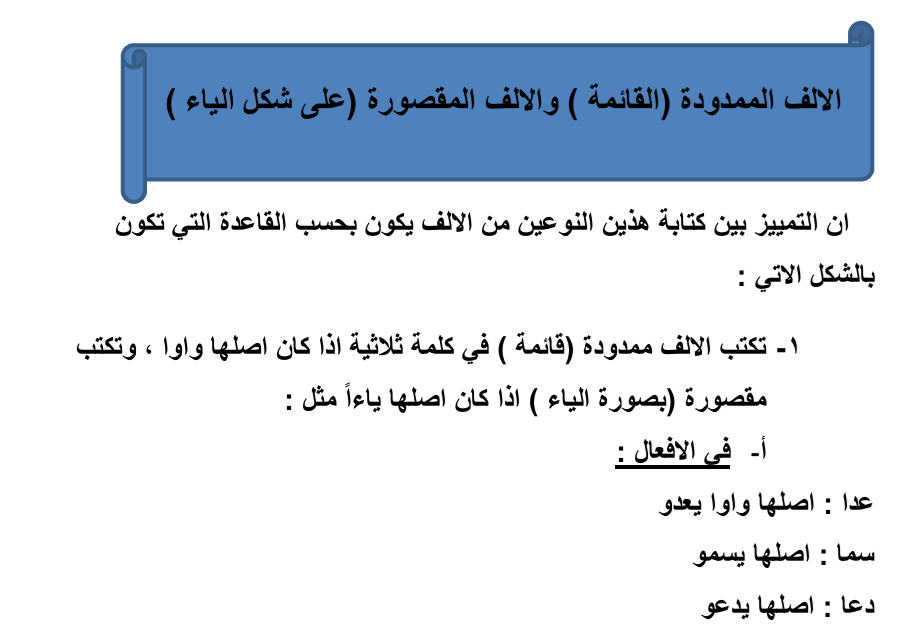 الالف الممدودة (القائمة ) والالف المقصورة (على شكل الياء )
ان التمييز بين كتابة هذين النوعين من الالف يكون بحسب القاعدة التي تكون
بالشكل الاتي :
١- تكتب الالف ممدودة (قائمة ) في كلمة ثلاثية اذا كان اصلها واوا ، وتكتب
مقصورة (بصورة الياء ) اذا كان اصلها ياءاً مثل :
أ- في الافعال :
عدا : اصلها واوا يعدو
سما : اصلها يسمو
دعا : اصلها يدعو